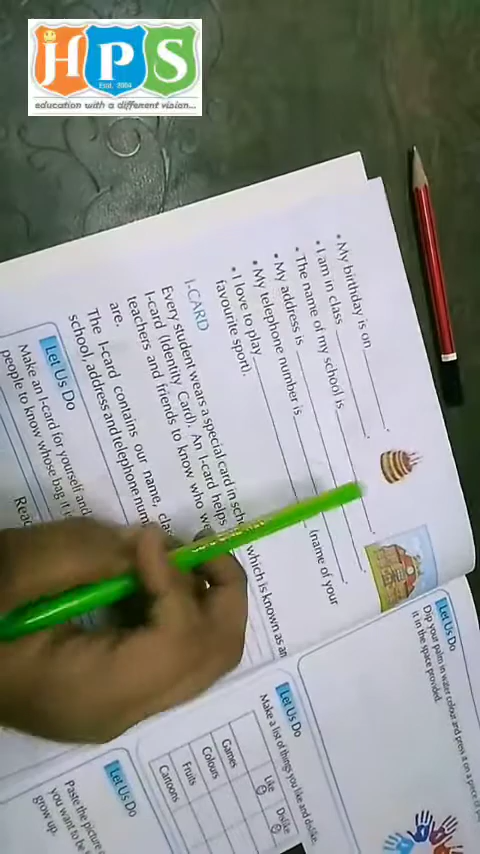 HPS
Estd. 2004
education with a different vision...
• My birthday is on
• I am in class
• The name of my school is
• My address is
• My telephone number is
• I love to play (name of your
favourite sport).
I-CARD
Every student wears a special card in which is known as an
I-card (Identity Card). An I-card helps
teachers and friends to know who
are.
The I-card contains our name,
school, address and telephone
Let Us Do
Make an I-card for yourself and
people to know whose bag it
Let Us Do
Dip your palm in water colour and press it on a piece
it in the space provided.
Let Us Do
Make a list of things you like and dislike.
Like Dislike
Games
Colours
Fruits
Cartoons
Let Us Do
Paste the picture
you want to be
grow up.